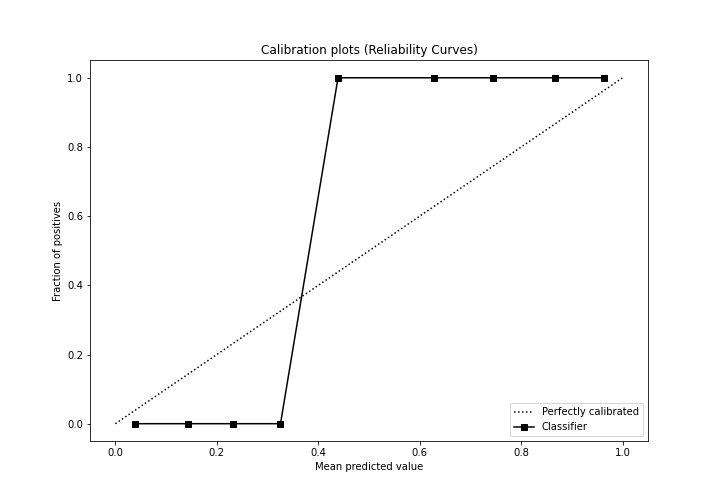 Calibration plots (Reliability Curves)
Fraction of positives
1.0
0.8
0.6
0.4
0.2
0.0
0.0 0.2 0.4 0.6 0.8 1.0
Mean predicted value
Perfectly calibrated
Classifier